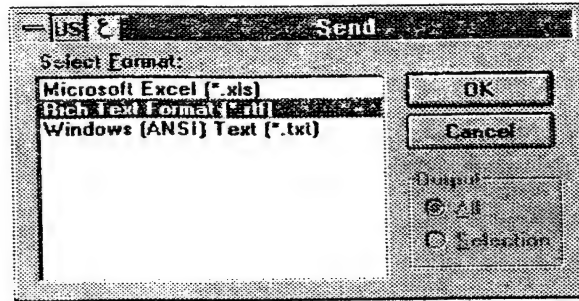 US ع Send
Select Format:
Microsoft Excel (*.xls)
Rich Text Format (*.rtf)
Windows (ANSI) Text (*.txt)
OK
Cancel
Output
All
Selection